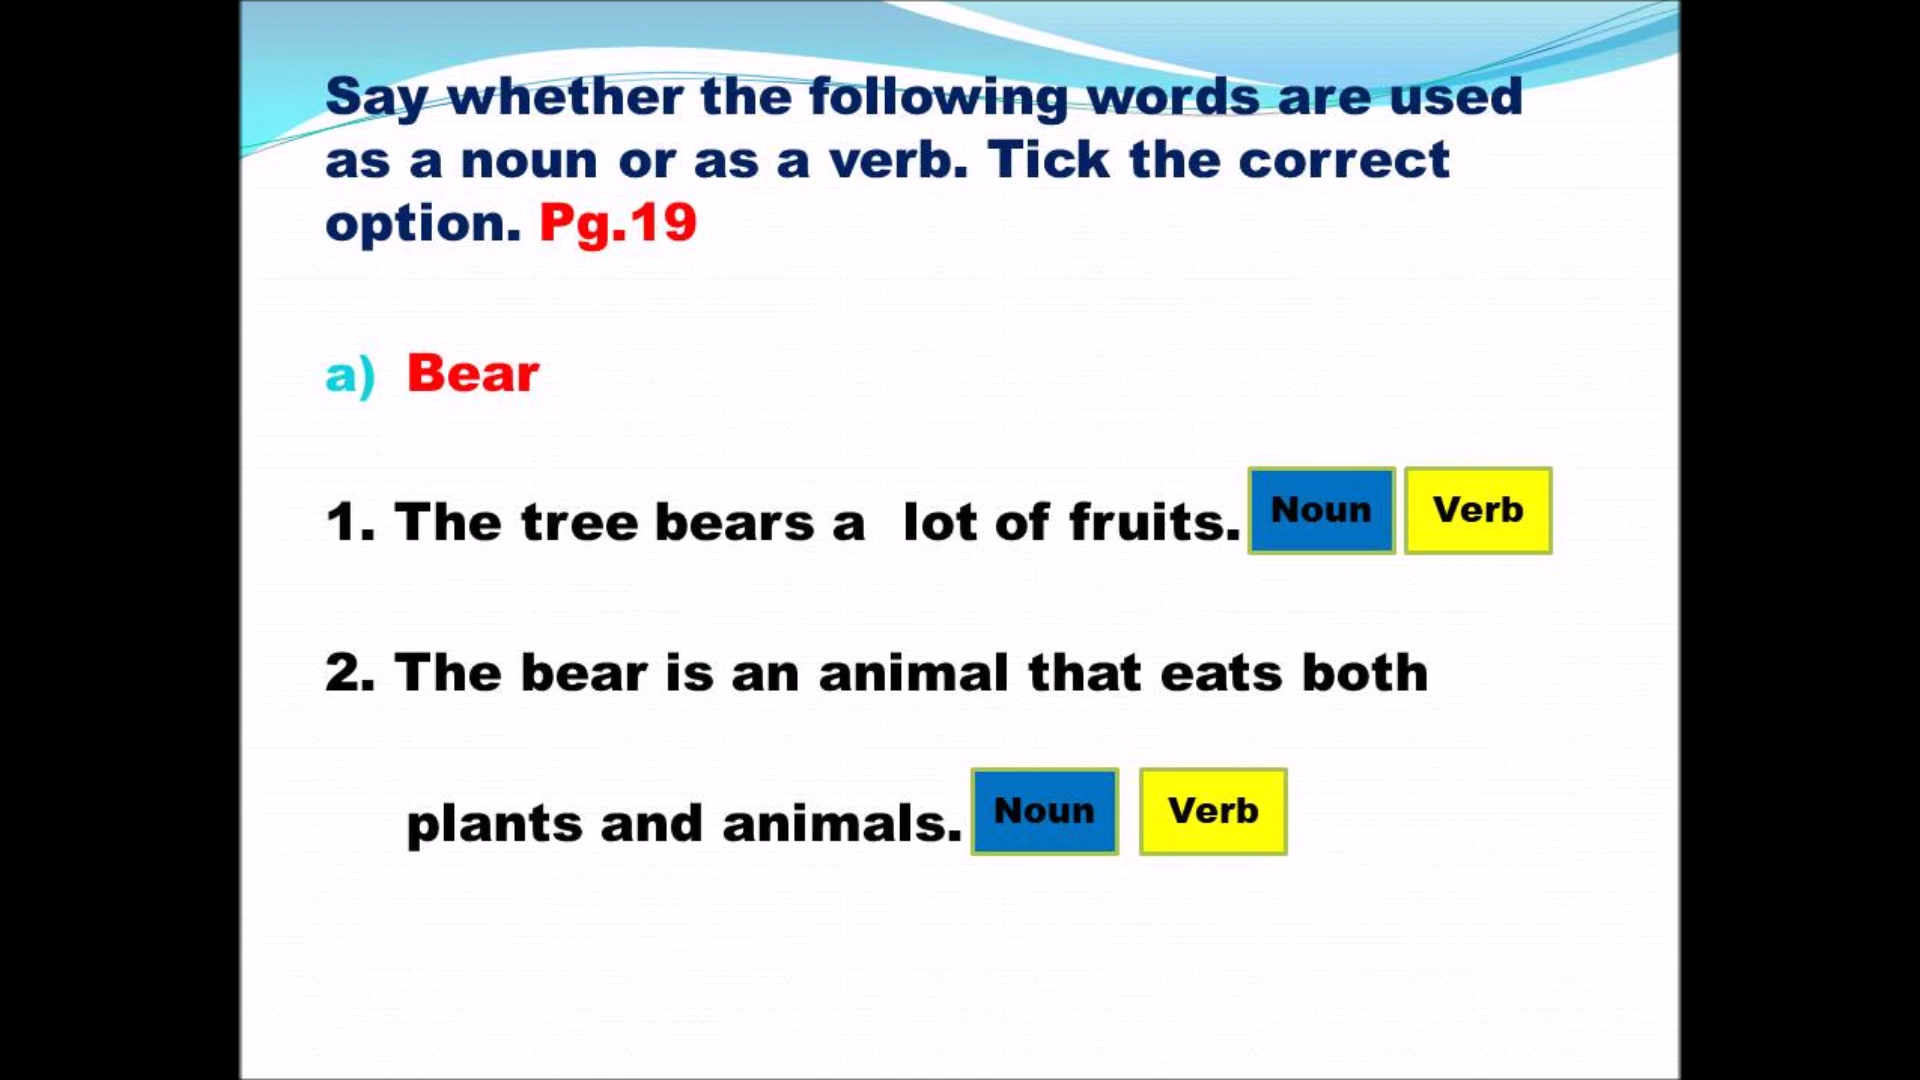 Say whether the following words are used
as a noun or as a verb. Tick the correct
option. Pg.19
a) Bear
1. The tree bears a lot of fruits. Noun Verb
2. The bear is an animal that eats both
plants and animals. Noun Verb